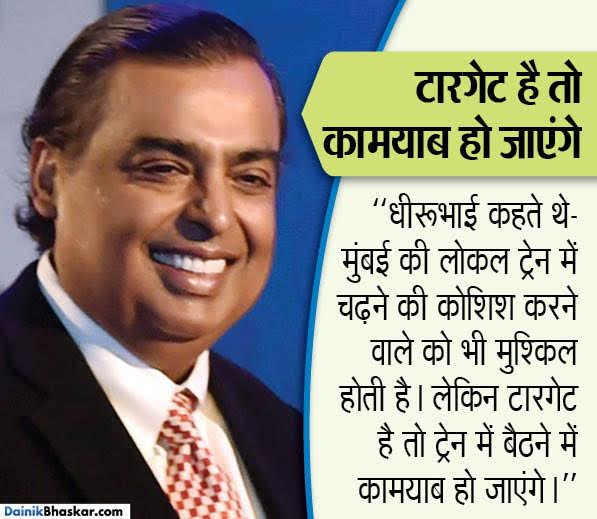 टारगेट है तो
कामयाब हो जाएंगे
‘‘धीरूभाई कहते थे-
मुंबई की लोकल ट्रेन में
चढ़ने की कोशिश करने
वाले को भी मुश्किल
होती है। लेकिन टारगेट
है तो ट्रेन में बैठने में
कामयाब हो जाएंगे।’’
DainikBhaskar.com